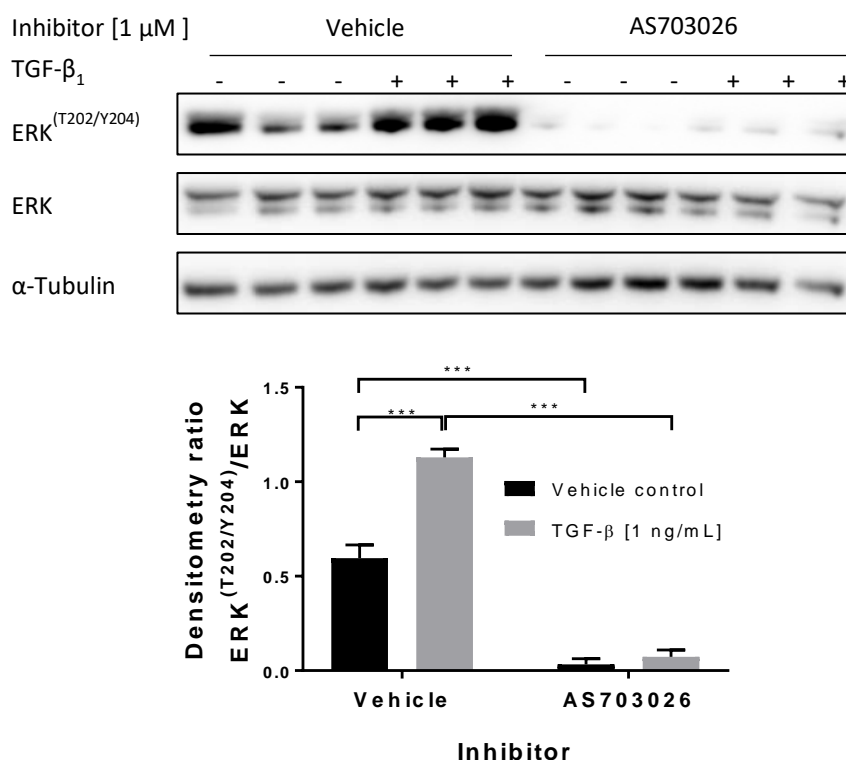 Inhibitor [1 µM ] Vehicle AS703026
TGF-β1 - - - + + + - - - + + +
ERK(T202/Y204)
ERK
α-Tubulin
***
*** ***
1.5
1.0
0.5
0.0
Densitometry ratio
ERK(T202/Y204)/ERK
Vehicle control
TGF-β [1 ng/mL]
Vehicle AS703026
Inhibitor